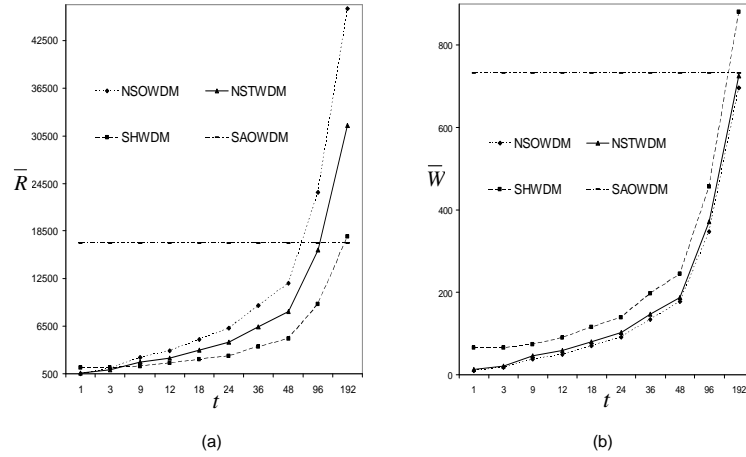 42500
36500
30500
24500
18500
12500
6500
500
R
NSOWDM
NSTWDM
SHWDM
SAOWDM
1 3 9 12 18 24 36 48 96 192
t
(a)
800
600
400
200
0
W
NSOWDM
NSTWDM
SHWDM
SAOWDM
1 3 9 12 18 24 36 48 96 192
t
(b)